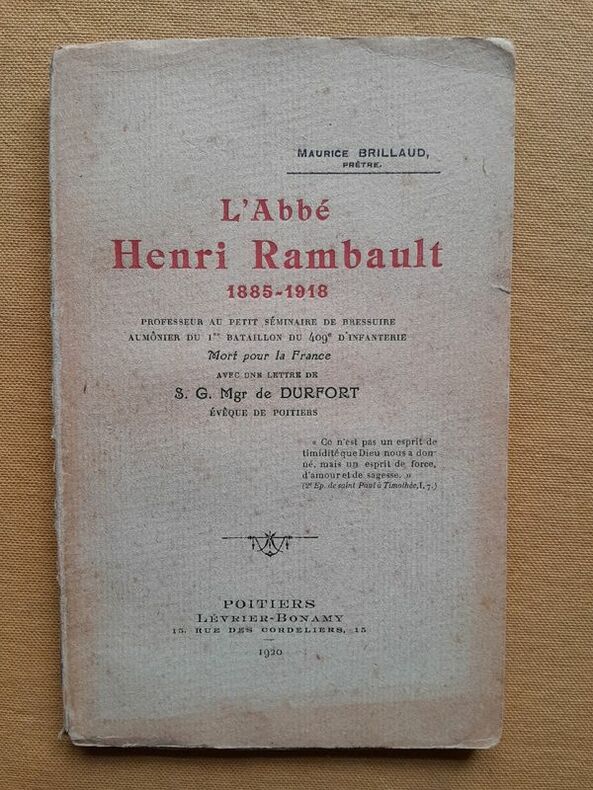 Maurice BRILLAUD,
PRÊTRE.
L'Abbé
Henri Rambault
1885-1918
PROFESSEUR AU PETIT SÉMINAIRE DE BRESSUIRE
AUMÔNIER DU 1er BATAILLON DU 409e D'INFANTERIE
Mort pour la France
AVEC UNE LETTRE DE
S. G. Mgr de DURFORT
ÉVÊQUE DE POITIERS
« Ce n'est pas un esprit de
timidité que Dieu nous a don-
né, mais un esprit de force,
d'amour et de sagesse. »
(2e Ep. de saint Paul à Timothée, I, 7.)
POITIERS
LÉVRIER-BONAMY
15, RUE DES CORDELIERS, 15
1920